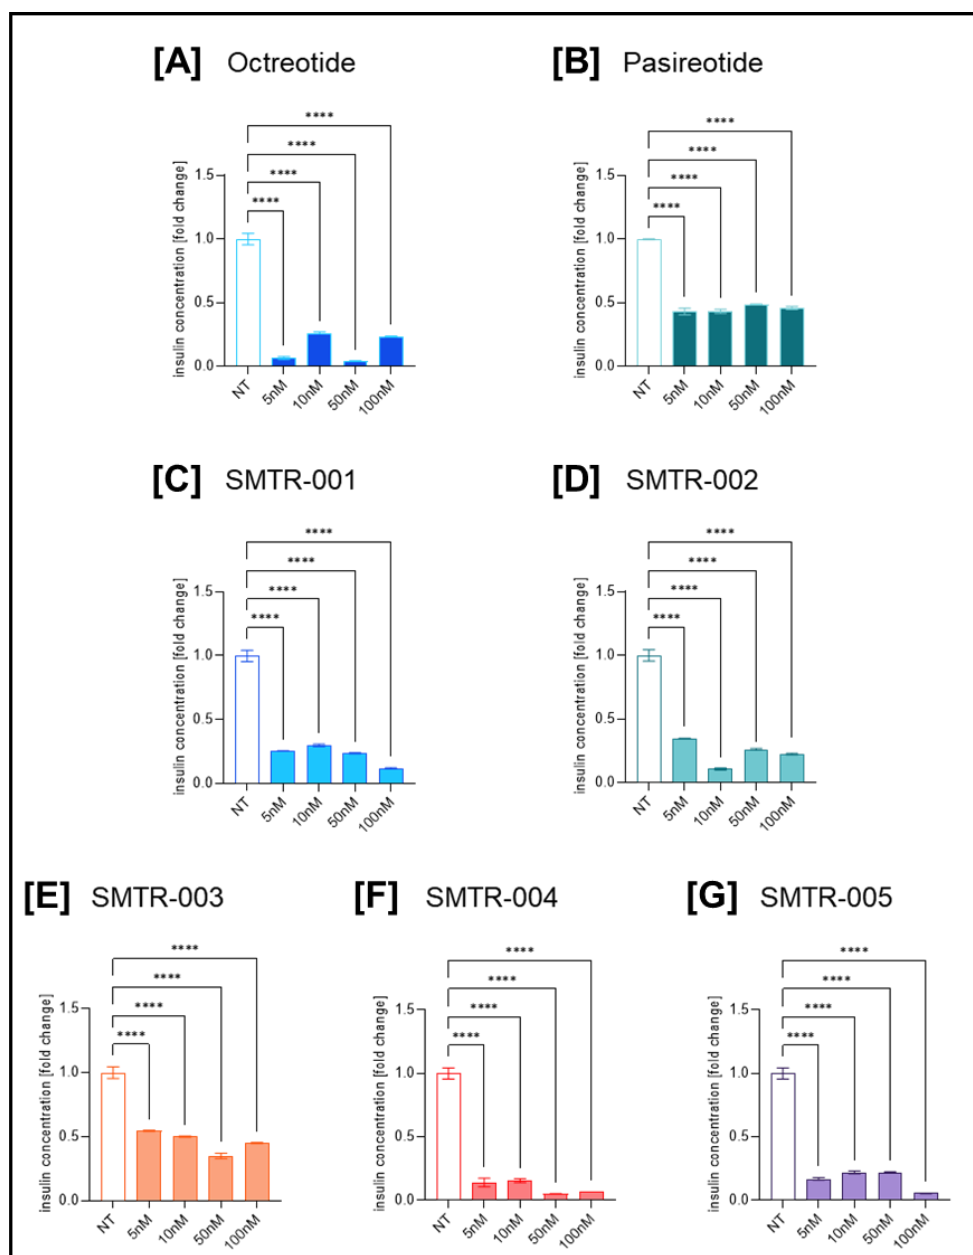 [A] Octreotide
****
****
****
****
insulin concentration [fold change]
1.5
1.0
0.5
0.0
NT
5nM
10nM
50nM
100nM
[B] Pasireotide
****
****
****
****
insulin concentration [fold change]
1.5
1.0
0.5
0.0
NT
5nM
10nM
50nM
100nM
[C] SMTR-001
****
****
****
****
insulin concentration [fold change]
1.5
1.0
0.5
0.0
NT
5nM
10nM
50nM
100nM
[D] SMTR-002
****
****
****
****
insulin concentration [fold change]
1.5
1.0
0.5
0.0
NT
5nM
10nM
50nM
100nM
[E] SMTR-003
****
****
****
****
insulin concentration [fold change]
1.5
1.0
0.5
0.0
NT
5nM
10nM
50nM
100nM
[F] SMTR-004
****
****
****
****
insulin concentration [fold change]
1.5
1.0
0.5
0.0
NT
5nM
10nM
50nM
100nM
[G] SMTR-005
****
****
****
****
insulin concentration [fold change]
1.5
1.0
0.5
0.0
NT
5nM
10nM
50nM
100nM